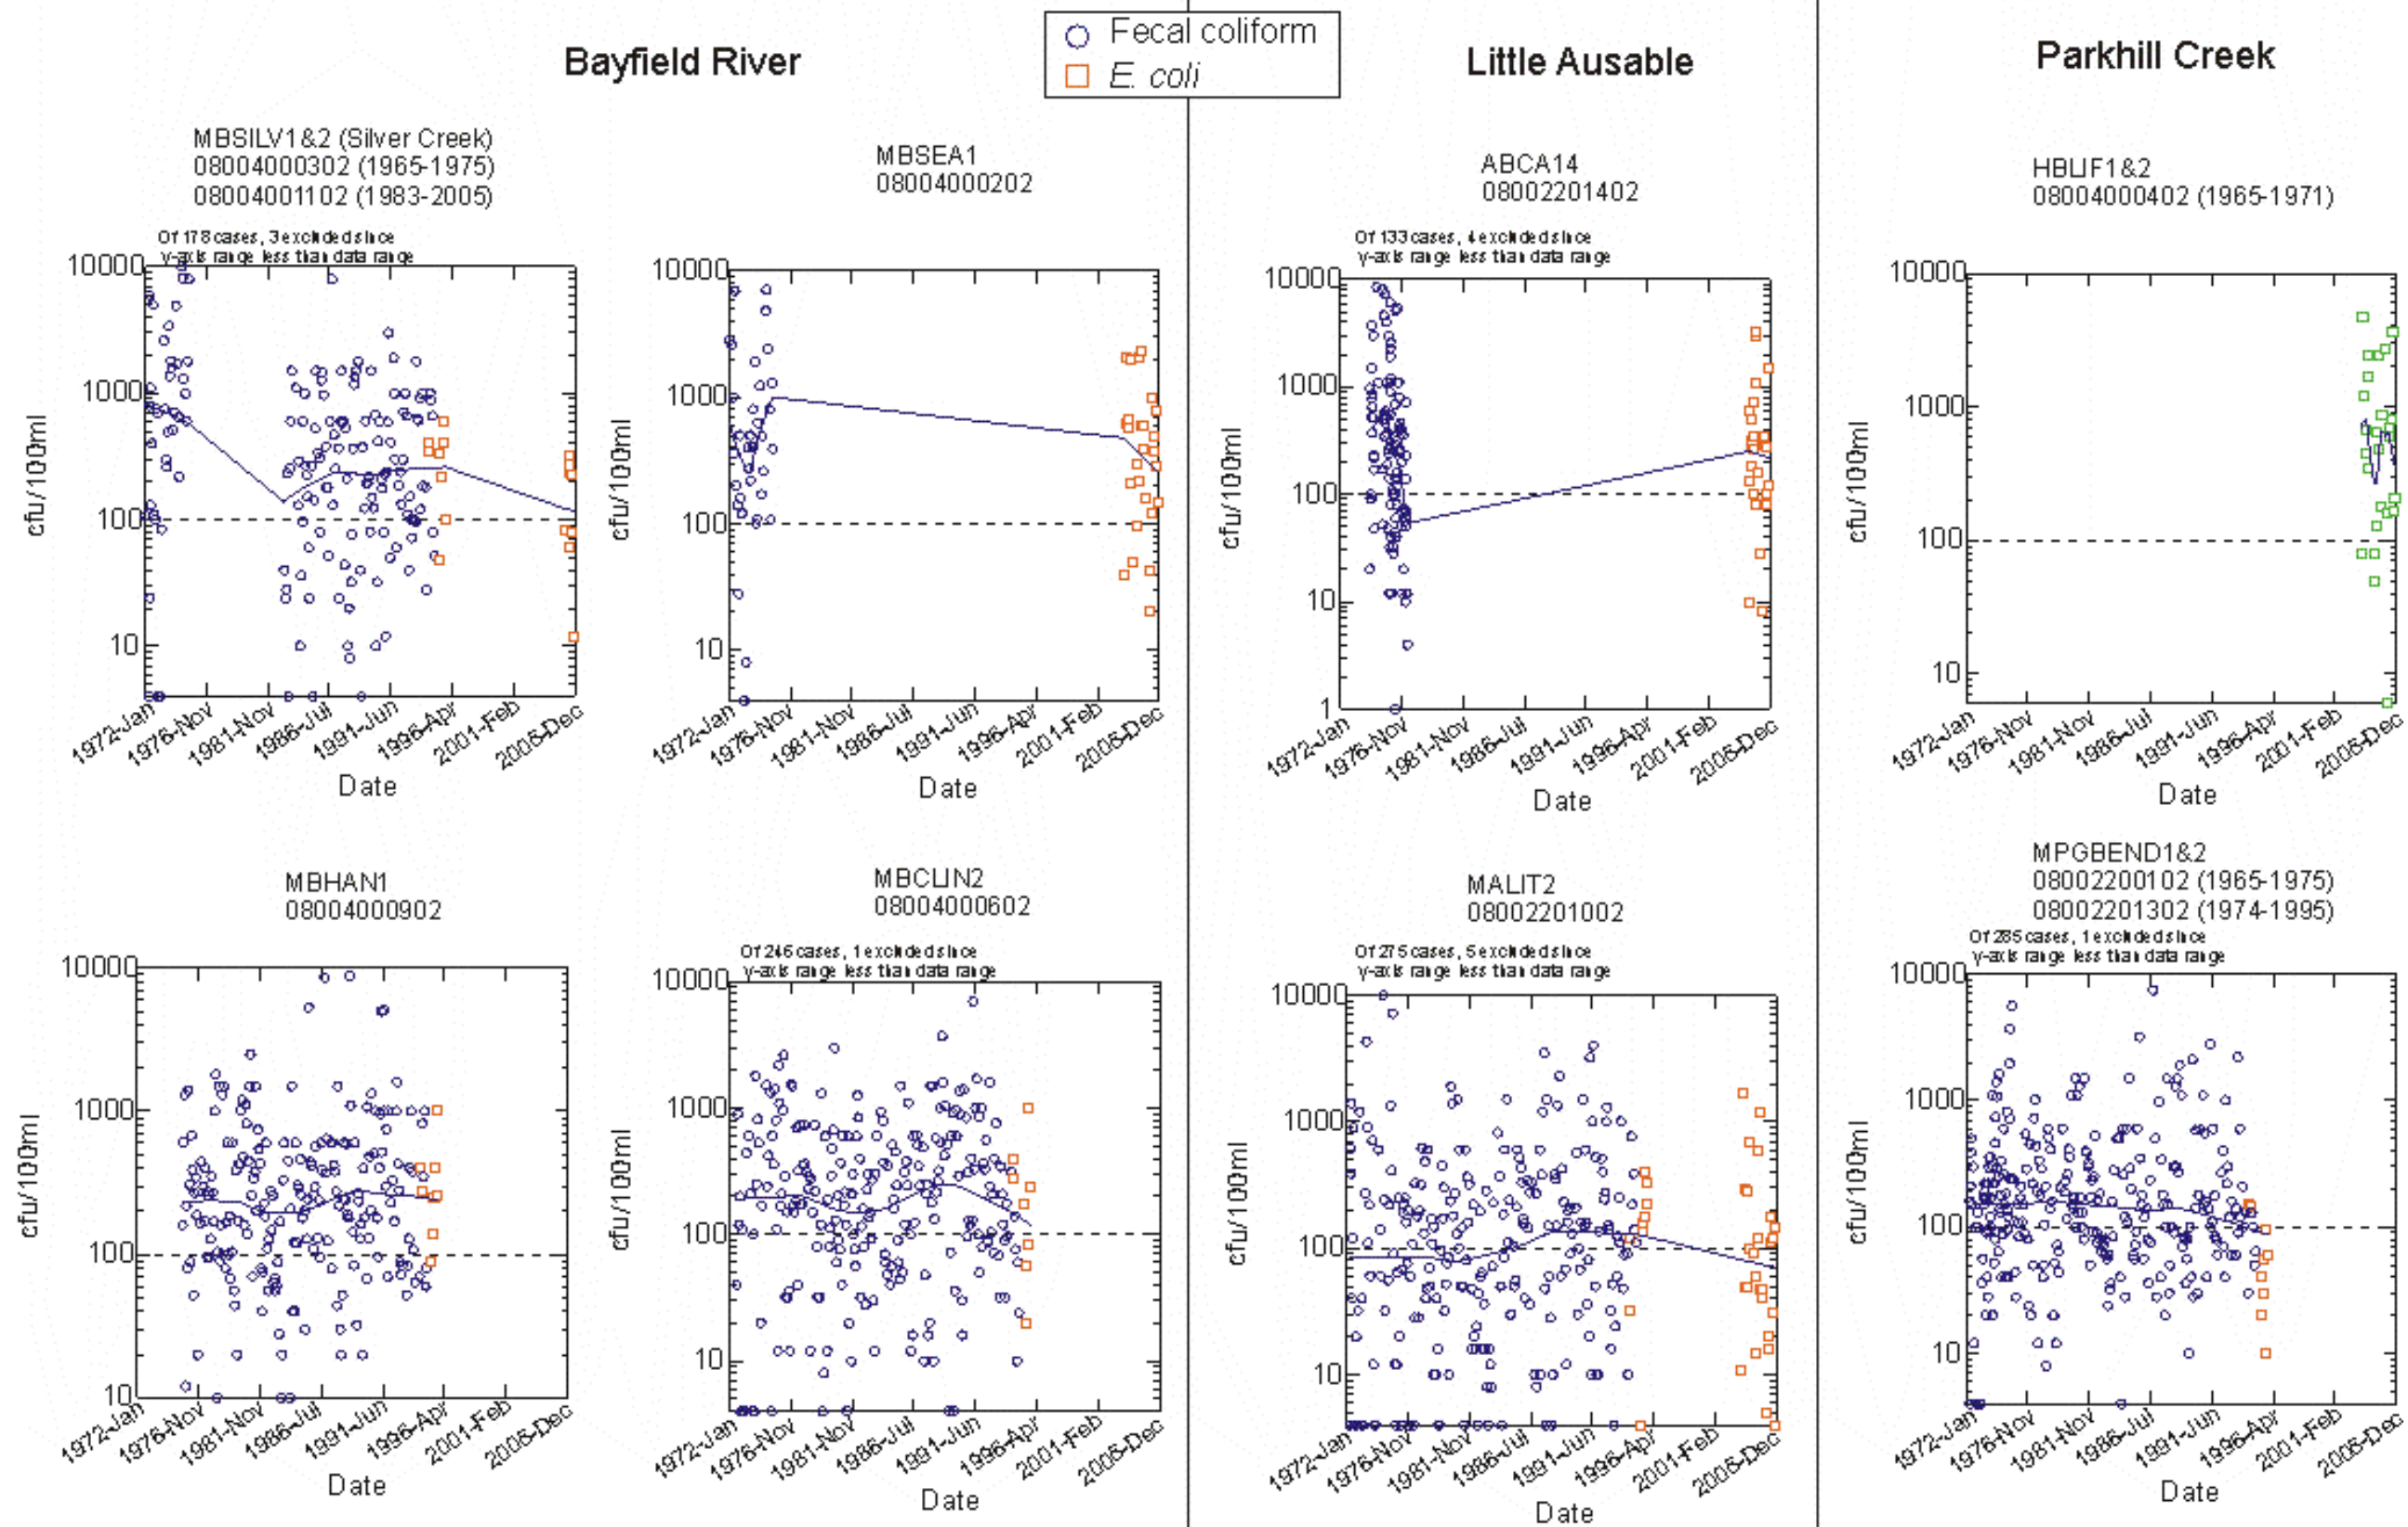 Fecal coliform
E. coli
Bayfield River
Little Ausable
Parkhill Creek
MBSILV1&2 (Silver Creek)
08004000302 (1965-1975)
08004001102 (1983-2005)
Of 178 cases, 3 excluded since
y-axis range less than data range
10000
1000
100
10
cfu/100ml
1972-Jan
1976-Nov
1981-Nov
1986-Jul
1991-Jun
1996-Apr
2001-Feb
2005-Dec
Date
MBSEA1
08004000202
10000
1000
100
10
cfu/100ml
1972-Jan
1976-Nov
1981-Nov
1986-Jul
1991-Jun
1996-Apr
2001-Feb
2005-Dec
Date
ABCA14
08002201402
Of 133 cases, 4 excluded since
y-axis range less than data range
10000
1000
100
10
1
cfu/100ml
1972-Jan
1976-Nov
1981-Nov
1986-Jul
1991-Jun
1996-Apr
2001-Feb
2005-Dec
Date
HBLIF1&2
08004000402 (1965-1971)
10000
1000
100
10
cfu/100ml
1972-Jan
1976-Nov
1981-Nov
1986-Jul
1991-Jun
1996-Apr
2001-Feb
2005-Dec
Date
MBHAN1
08004000902
10000
1000
100
10
cfu/100ml
1972-Jan
1976-Nov
1981-Nov
1986-Jul
1991-Jun
1996-Apr
2001-Feb
2005-Dec
Date
MBCLIN2
08004000602
Of 246 cases, 1 excluded since
y-axis range less than data range
10000
1000
100
10
cfu/100ml
1972-Jan
1976-Nov
1981-Nov
1986-Jul
1991-Jun
1996-Apr
2001-Feb
2005-Dec
Date
MALIT2
08002201002
Of 275 cases, 5 excluded since
y-axis range less than data range
10000
1000
100
10
cfu/100ml
1972-Jan
1976-Nov
1981-Nov
1986-Jul
1991-Jun
1996-Apr
2001-Feb
2005-Dec
Date
MPGBEND1&2
08002200102 (1965-1975)
08002201302 (1974-1995)
Of 285 cases, 1 excluded since
y-axis range less than data range
10000
1000
100
10
cfu/100ml
1972-Jan
1976-Nov
1981-Nov
1986-Jul
1991-Jun
1996-Apr
2001-Feb
2005-Dec
Date